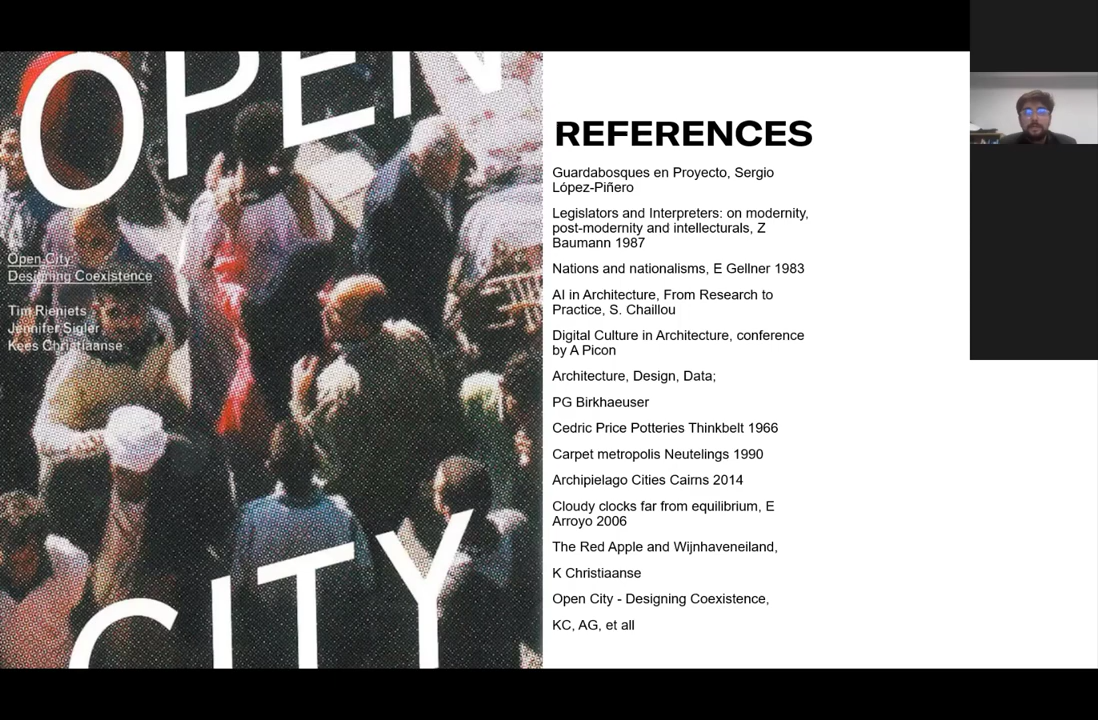 OPEN
Open City:
Designing Coexistence
Tim Rieniets
Jennifer Sigler
Kees Christiaanse
CITY
REFERENCES
Guardabosques en Proyecto, Sergio
López-Piñero
Legislators and Interpreters: on modernity,
post-modernity and intellecturals, Z
Baumann 1987
Nations and nationalisms, E Gellner 1983
AI in Architecture, From Research to
Practice, S. Chaillou
Digital Culture in Architecture, conference
by A Picon
Architecture, Design, Data;
PG Birkhaeuser
Cedric Price Potteries Thinkbelt 1966
Carpet metropolis Neutelings 1990
Archipielago Cities Cairns 2014
Cloudy clocks far from equilibrium, E
Arroyo 2006
The Red Apple and Wijnhaveneiland,
K Christiaanse
Open City - Designing Coexistence,
KC, AG, et all